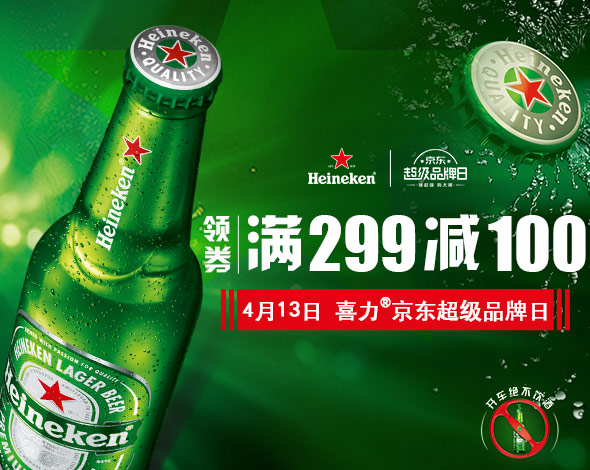 Heineken
QUALITY
Heineken
QUALITY
Heineken
Heineken
京东
超级品牌日
领券
满299减100
4月13日 喜力®京东超级品牌日
HEINEKEN LAGER BEER
Heineken
开车绝不饮酒